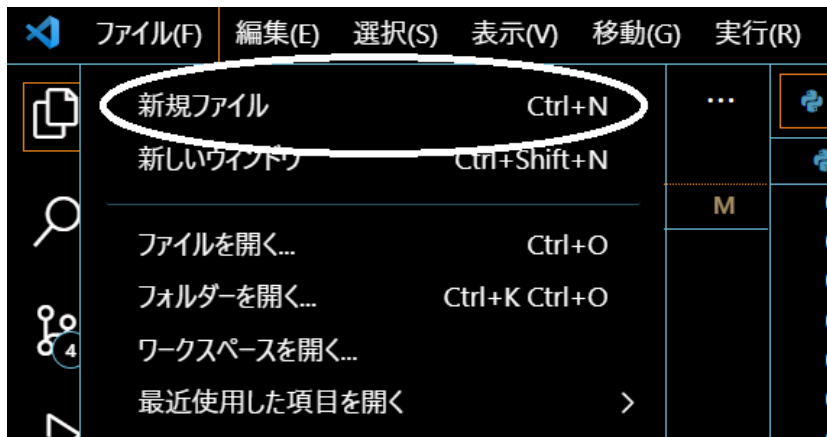 ファイル(F) 編集(E) 選択(S) 表示(V) 移動(G) 実行(R)
新規ファイル Ctrl+N
...
新しいウィンドウ Ctrl+Shift+N
M
ファイルを開く... Ctrl+O
フォルダーを開く... Ctrl+K Ctrl+O
4
ワークスペースを開く...
最近使用した項目を開く